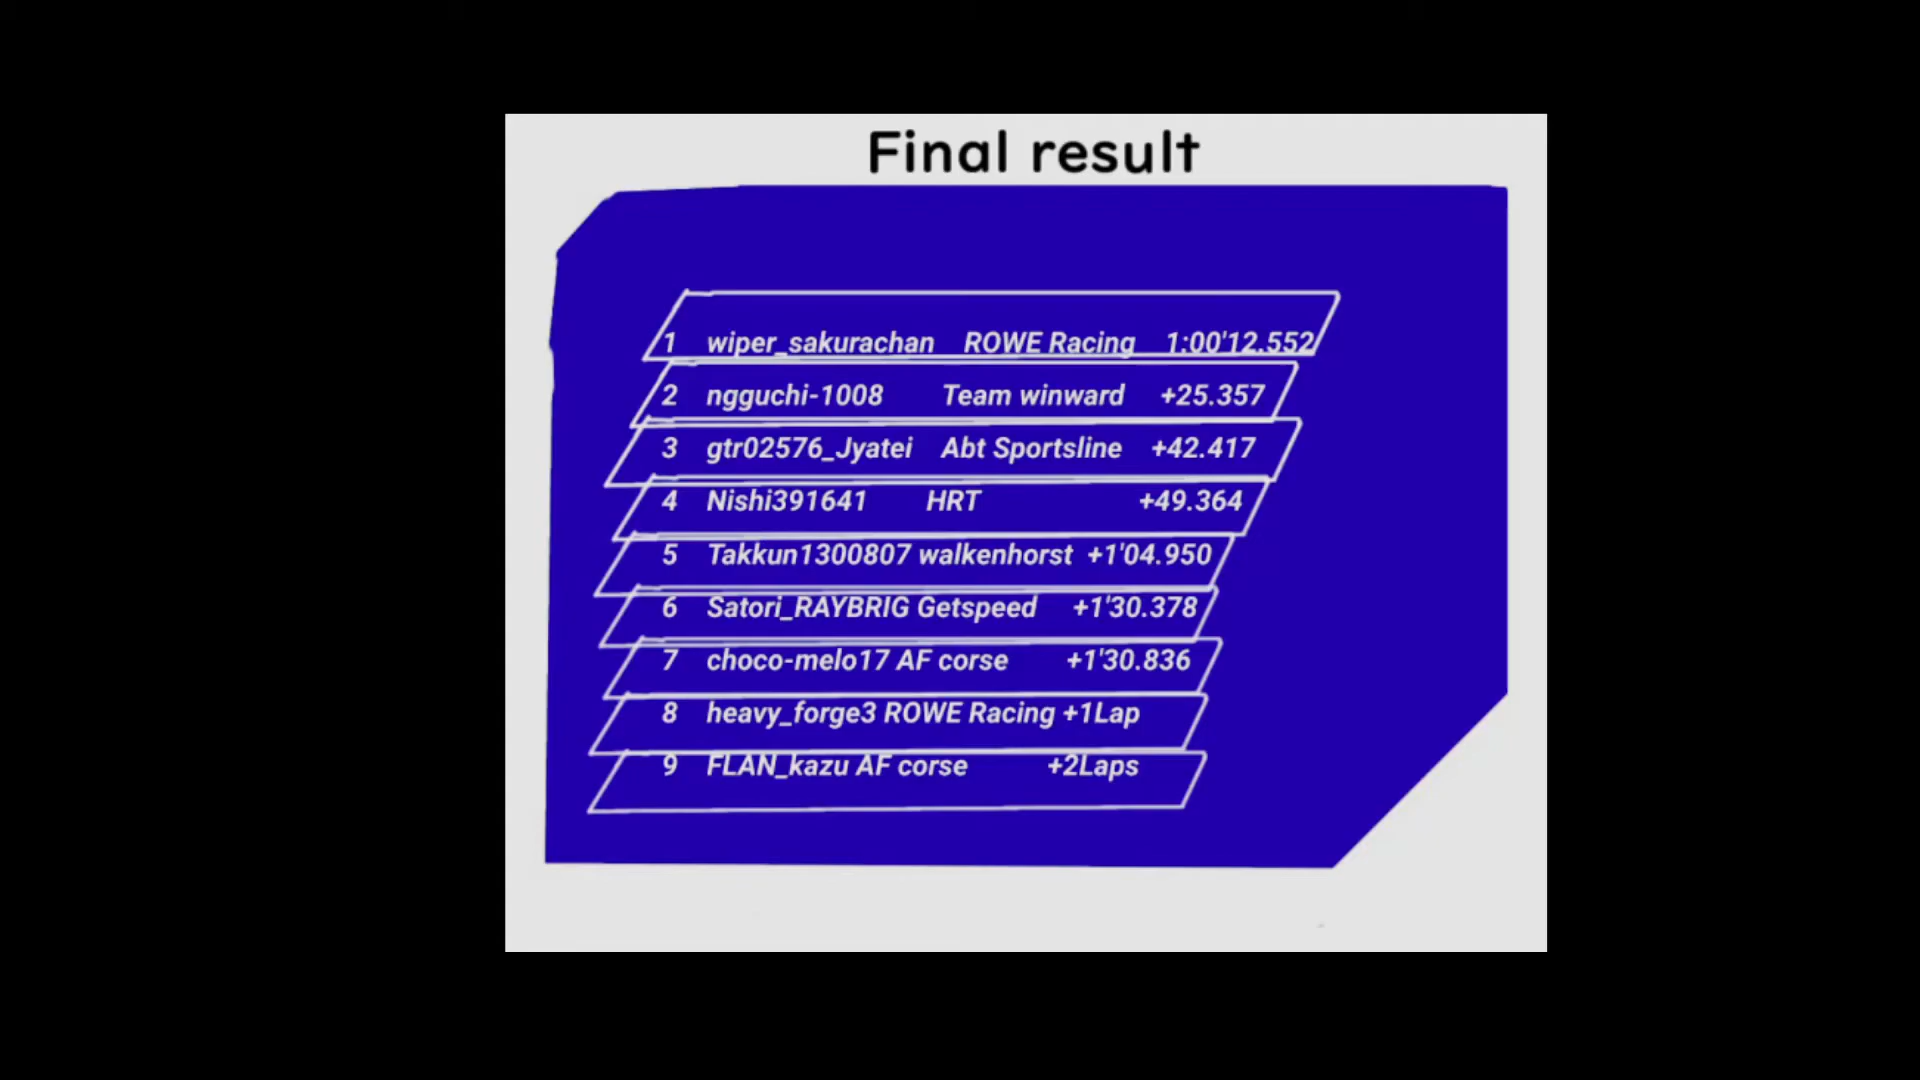 Final result
1 wiper_sakurachan ROWE Racing 1:00'12.552
2 ngguchi-1008 Team winward +25.357
3 gtr02576_Jyatei Abt Sportsline +42.417
4 Nishi391641 HRT +49.364
5 Takkun1300807 walkenhorst +1'04.950
6 Satori_RAYBRIG Getspeed +1'30.378
7 choco-melo17 AF corse +1'30.836
8 heavy_forge3 ROWE Racing +1Lap
9 FLAN_kazu AF corse +2Laps